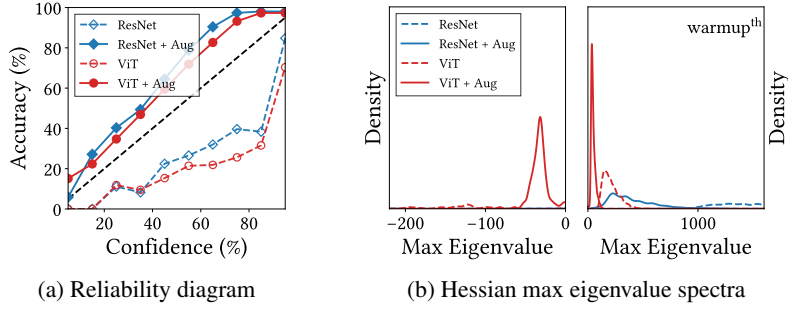 Accuracy (%)
100
80
60
40
20
0
20
40
60
80
Confidence (%)
ResNet
ResNet + Aug
ViT
ViT + Aug
(a) Reliability diagram
Density
ResNet
ResNet + Aug
ViT
ViT + Aug
−200
−100
0
Max Eigenvalue
warmup^th
0
1000
Max Eigenvalue
Density
(b) Hessian max eigenvalue spectra